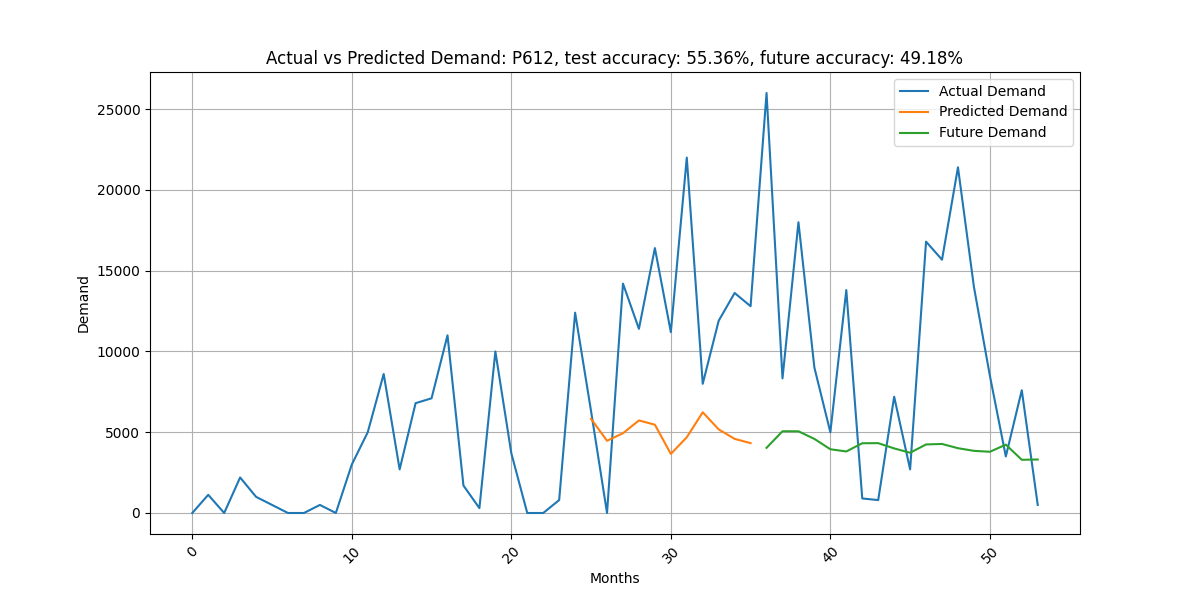 Actual vs Predicted Demand: P612, test accuracy: 55.36%, future accuracy: 49.18%
Actual Demand
Predicted Demand
Future Demand
25000
20000
15000
10000
5000
0
Demand
0
10
20
30
40
50
Months